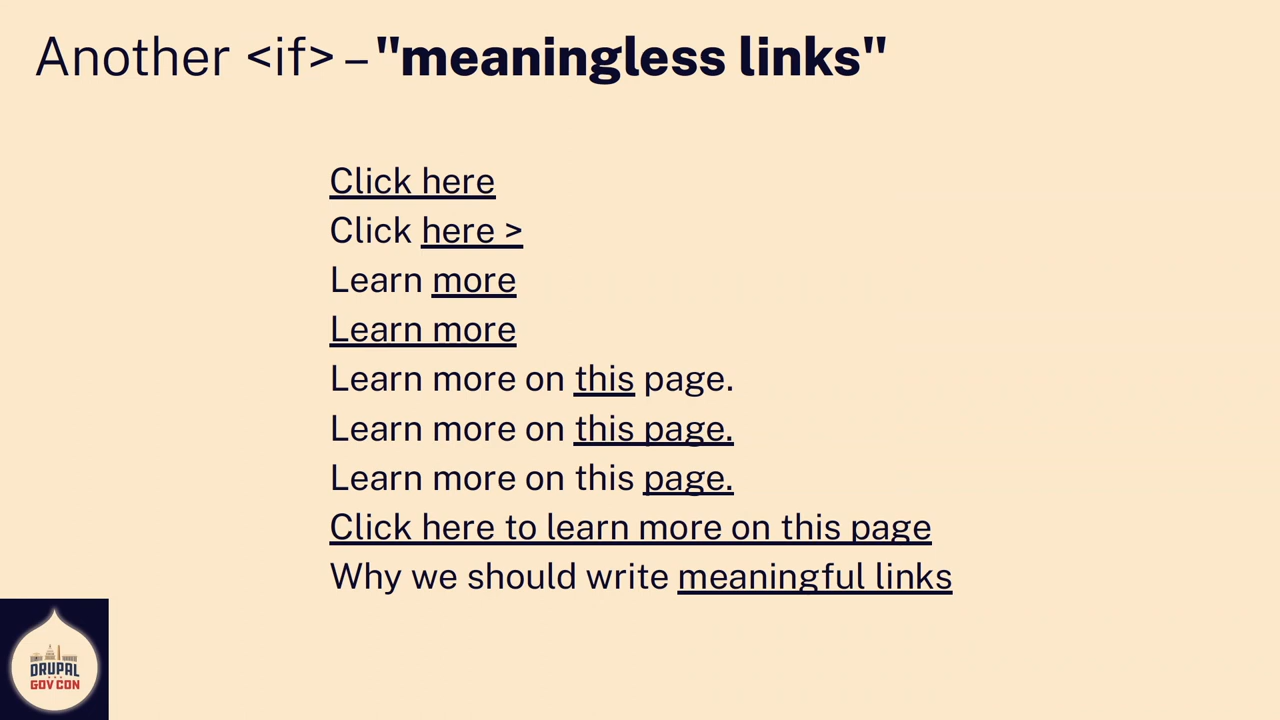 Another <if> – "meaningless links"
Click here
Click here >
Learn more
Learn more
Learn more on this page.
Learn more on this page.
Learn more on this page.
Click here to learn more on this page
Why we should write meaningful links
DRUPAL
GOV CON